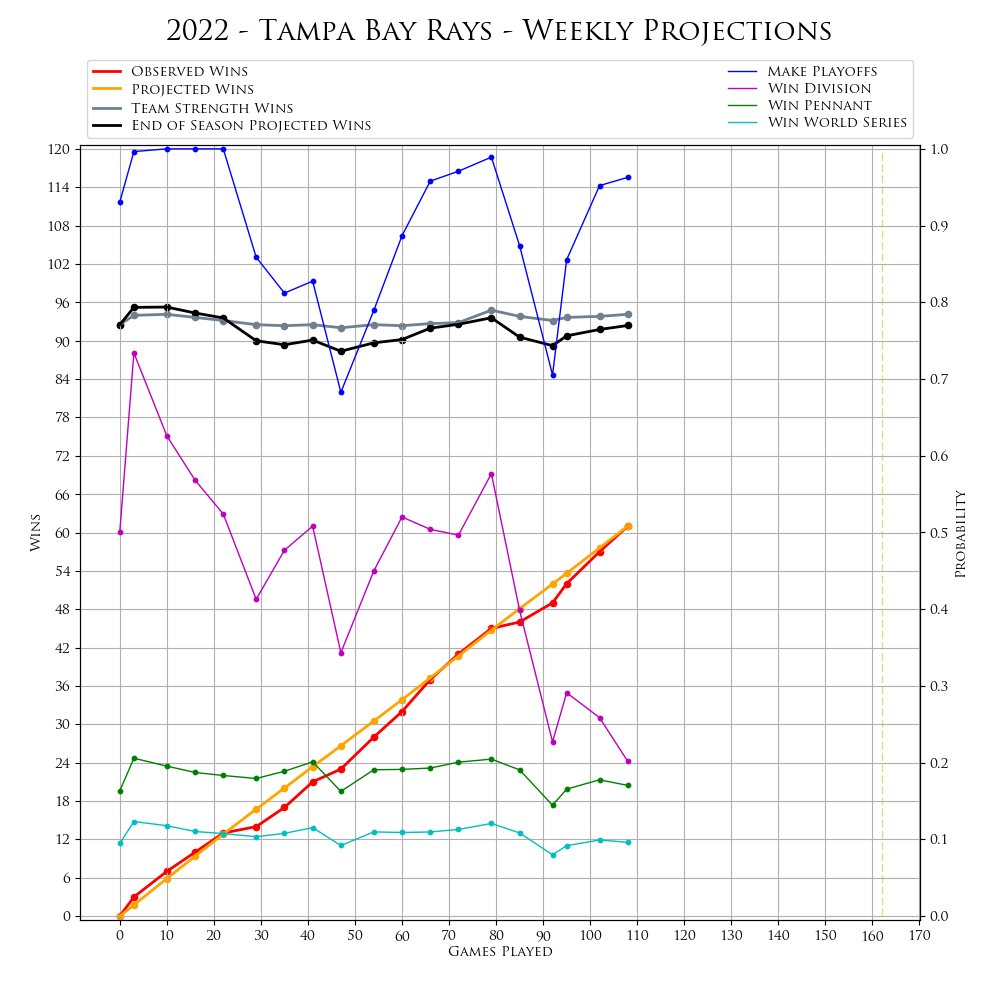 2022 - Tampa Bay Rays - Weekly Projections
Observed Wins
Projected Wins
Team Strength Wins
End of Season Projected Wins
Make Playoffs
Win Division
Win Pennant
Win World Series
120
114
108
102
96
90
84
78
72
66
60
54
48
42
36
30
24
18
12
6
0
Wins
1.0
0.9
0.8
0.7
0.6
0.5
0.4
0.3
0.2
0.1
0.0
Probability
0 10 20 30 40 50 60 70 80 90 100 110 120 130 140 150 160 170
Games Played